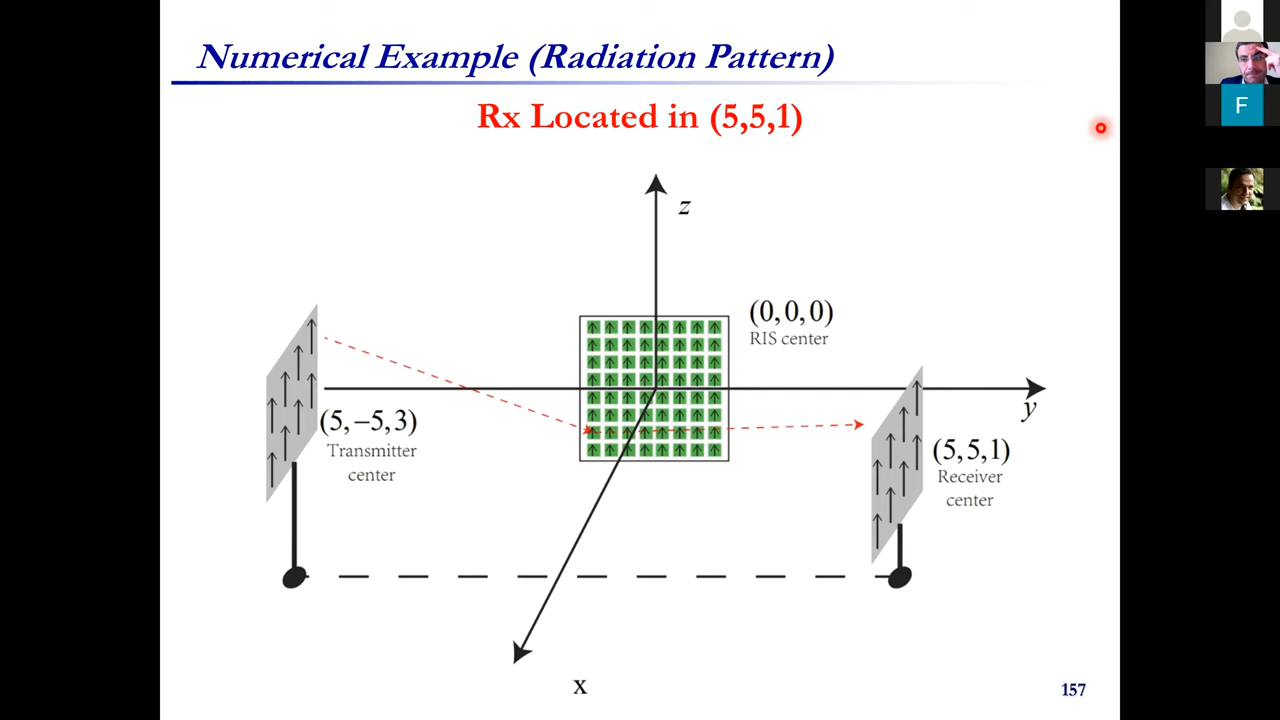 Numerical Example (Radiation Pattern)
Rx Located in (5,5,1)
z
(0, 0, 0)
RIS center
y
(5, −5, 3)
Transmitter
center
(5, 5, 1)
Receiver
center
x
157
F